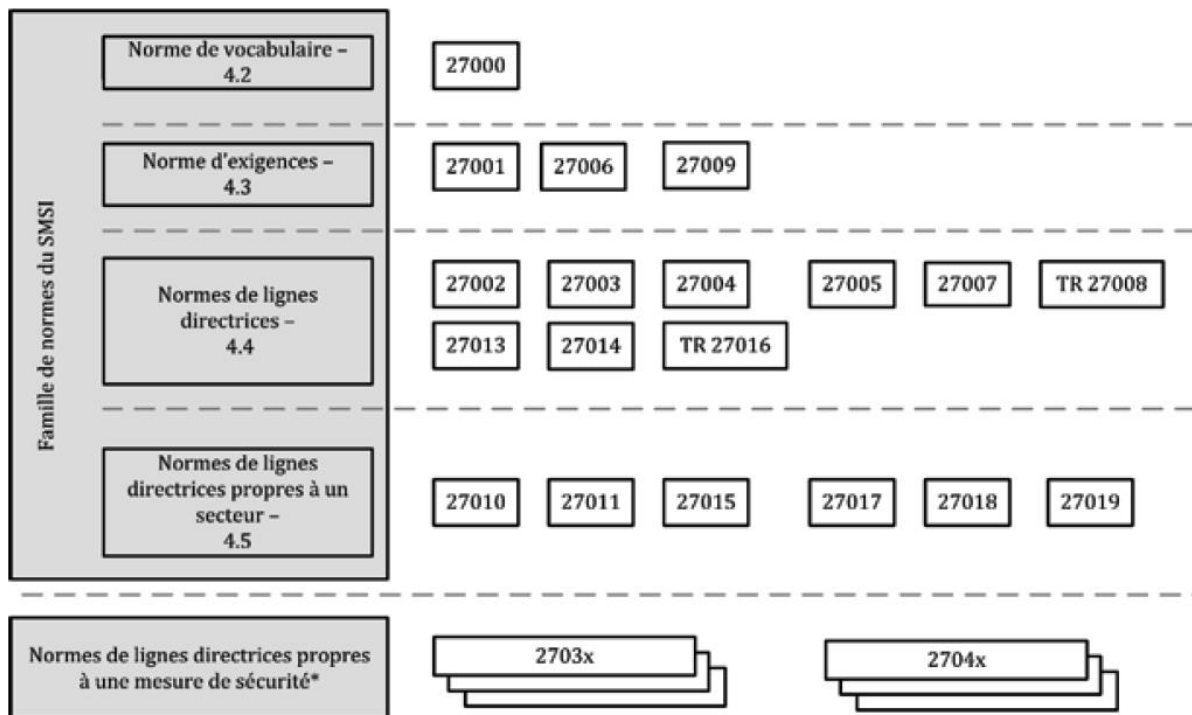 Famille de normes du SMSI
Norme de vocabulaire –
4.2
27000
Norme d'exigences –
4.3
27001 27006 27009
Normes de lignes
directrices –
4.4
27002 27003 27004 27005 27007 TR 27008
27013 27014 TR 27016
Normes de lignes
directrices propres à un
secteur –
4.5
27010 27011 27015 27017 27018 27019
Normes de lignes directrices propres
à une mesure de sécurité*
2703x 2704x